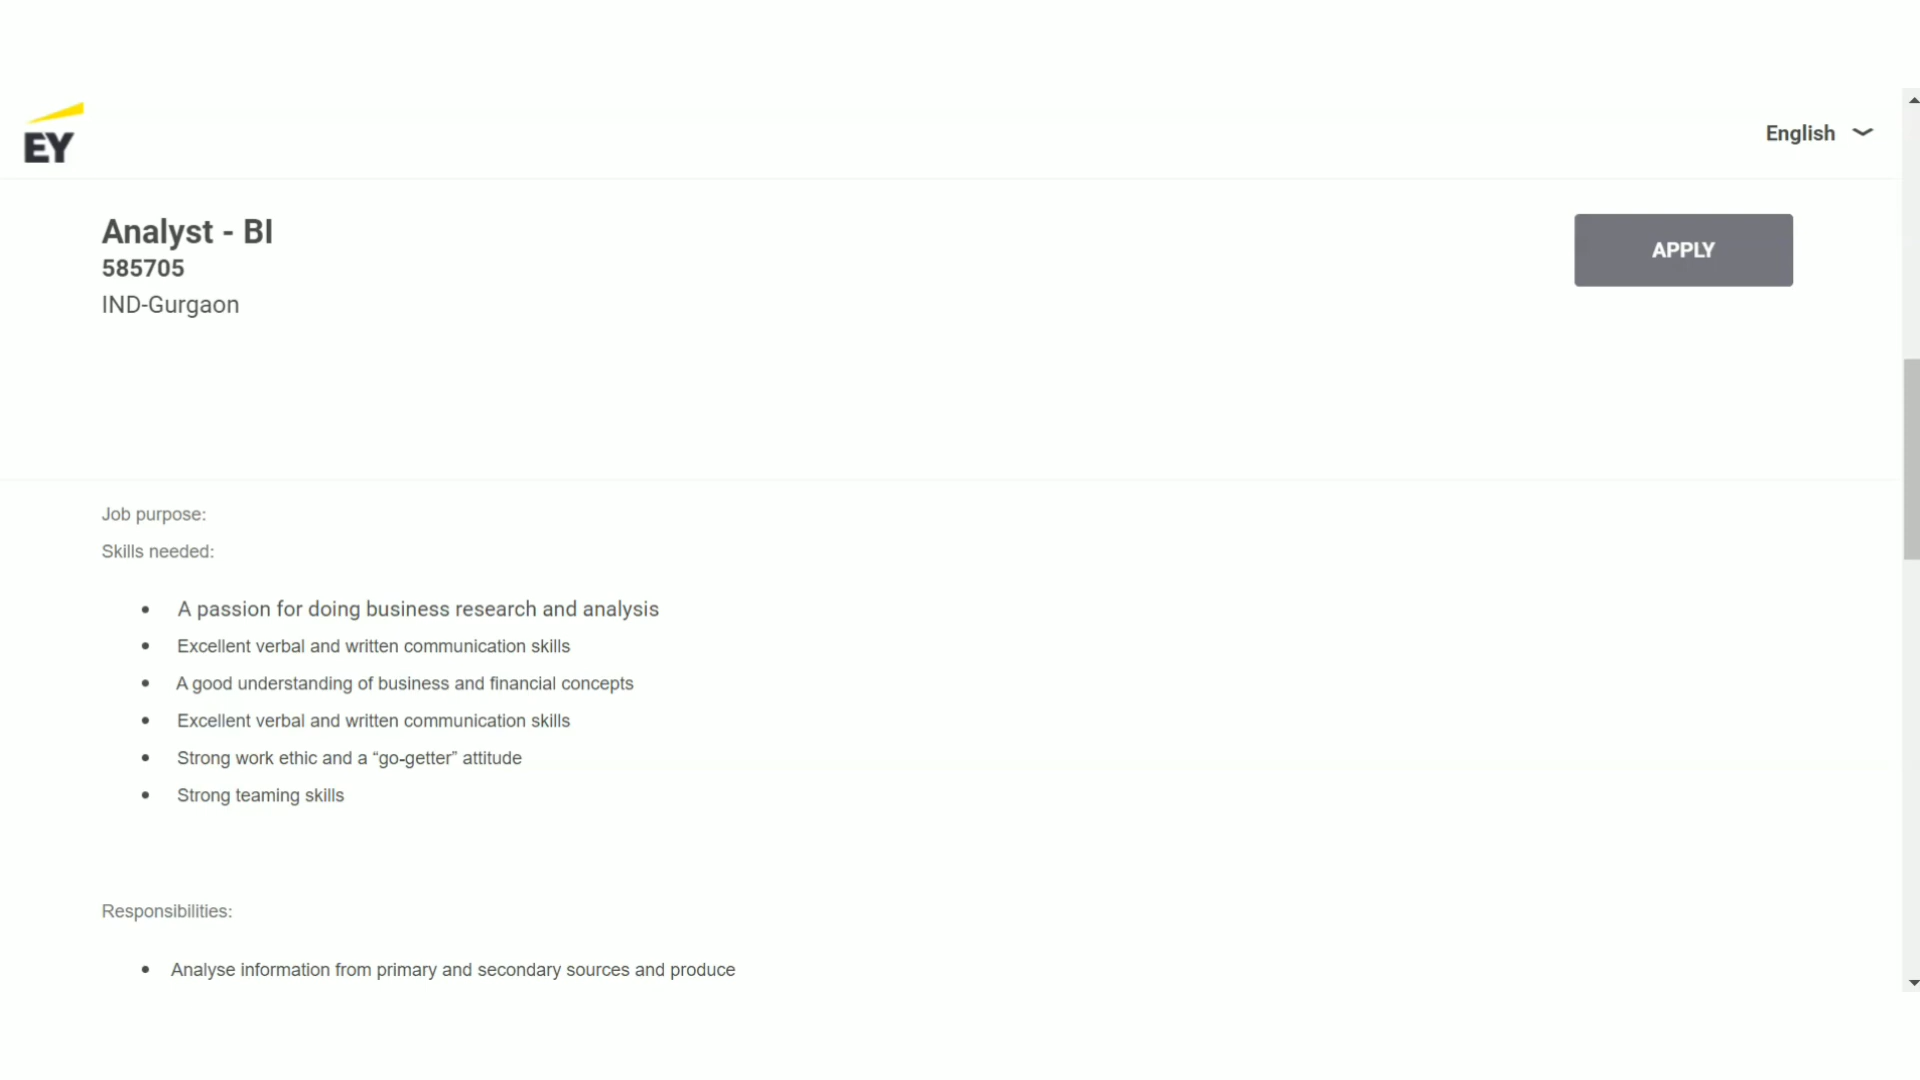 EY
English
Analyst - BI
585705
IND-Gurgaon
APPLY
Job purpose:
Skills needed:
• A passion for doing business research and analysis
• Excellent verbal and written communication skills
• A good understanding of business and financial concepts
• Excellent verbal and written communication skills
• Strong work ethic and a “go-getter” attitude
• Strong teaming skills
Responsibilities:
• Analyse information from primary and secondary sources and produce